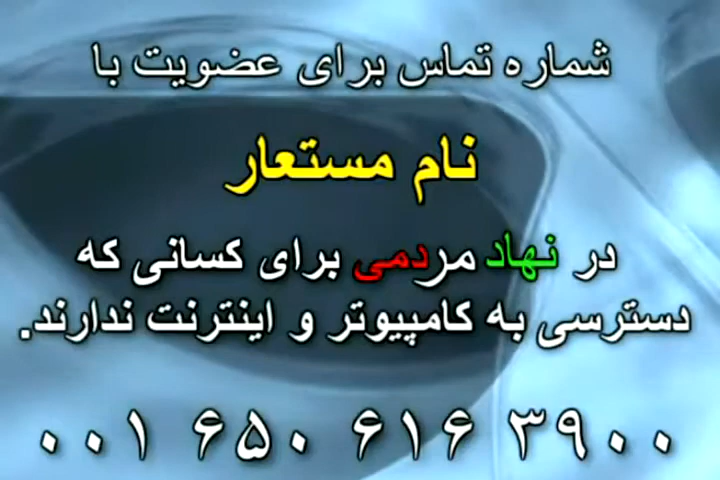 شماره تماس برای عضویت با
نام مستعار
در نهاد مردمی برای کسانی که
دسترسی به کامپیوتر و اینترنت ندارند.
۰۰۱ ۶۵۰ ۶۱۶ ۳۹۰۰